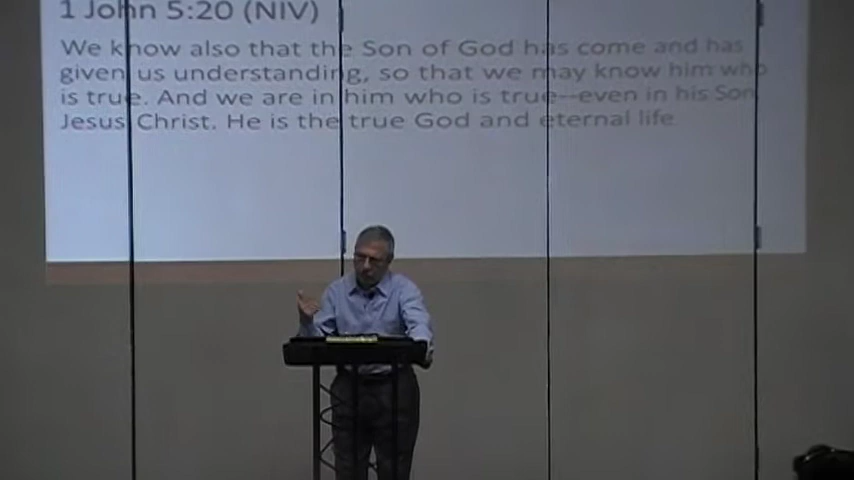 1 John 5:20 (NIV)
We know also that the Son of God has come and has
given us understanding, so that we may know him who
is true. And we are in him who is true--even in his Son
Jesus Christ. He is the true God and eternal life.